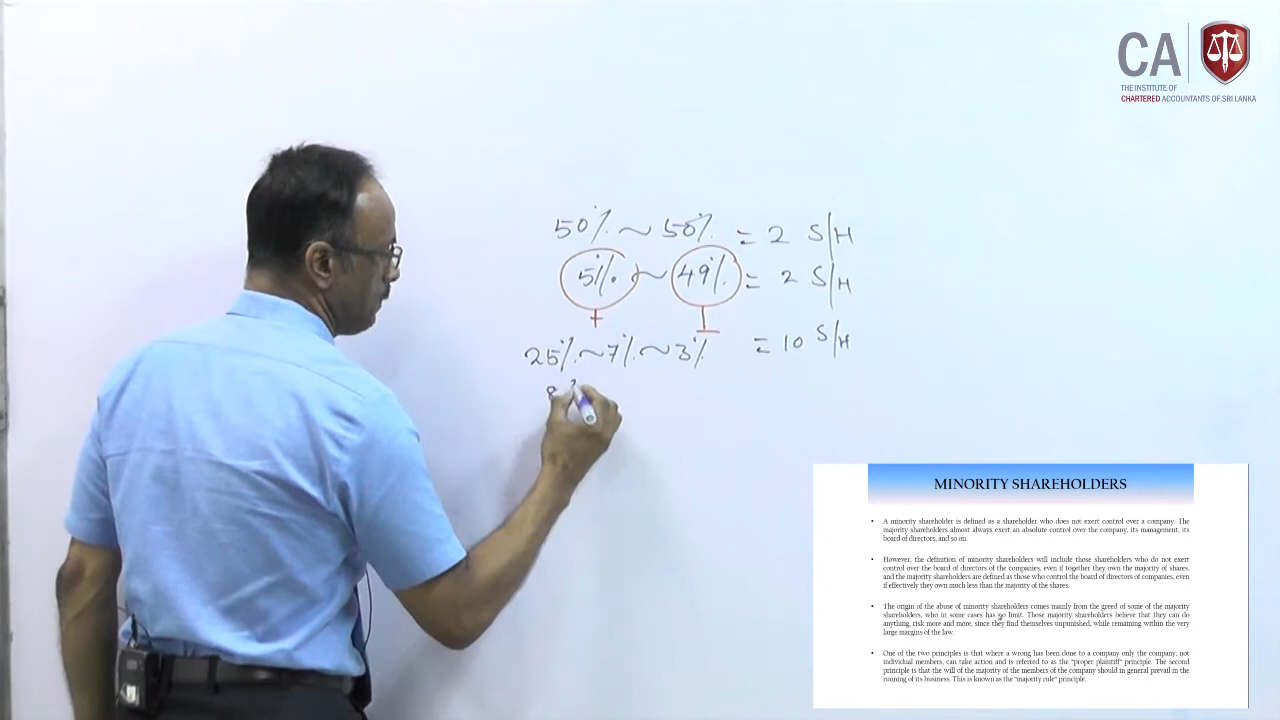 CA
THE INSTITUTE OF
CHARTERED ACCOUNTANTS OF SRI LANKA
50% ~ 50% = 2 S/H
51% ~ 49% = 2 S/H
+ –
25% ~ 7% ~ 3% = 10 S/H
8
MINORITY SHAREHOLDERS
• A minority shareholder is defined as a shareholder who does not exert control over a company. The
majority shareholders almost always exert an absolute control over the company, its management, its
board of directors, and so on.
• However, the definition of minority shareholders will include those shareholders who do not exert
control over the board of directors of the companies, even if together they own the majority of shares,
and the majority shareholders are defined as those who control the board of directors of companies, even
if effectively they own much less than the majority of the shares.
• The origin of the abuse of minority shareholders comes mainly from the greed of some of the majority
shareholders, who in some cases has no limit. Those majority shareholders believe that they can do
anything, risk more and more, since they find themselves unpunished, while remaining within the very
large margins of the law.
• One of the two principles is that where a wrong has been done to a company only the company, not
individual members, can take action and is referred to as the "proper plaintiff" principle. The second
principle is that the will of the majority of the members of the company should in general prevail in the
running of its business. This is known as the "majority rule" principle.